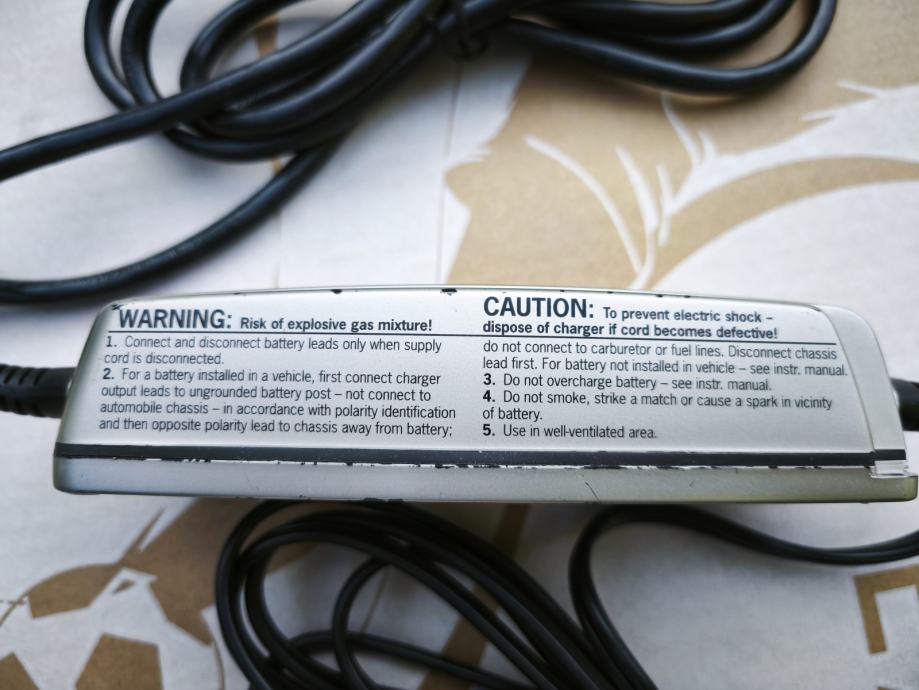 WARNING: Risk of explosive gas mixture!
1. Connect and disconnect battery leads only when supply
cord is disconnected.
2. For a battery installed in a vehicle, first connect charger
output leads to ungrounded battery post – not connect to
automobile chassis – in accordance with polarity identification
and then opposite polarity lead to chassis away from battery;
CAUTION: To prevent electric shock –
dispose of charger if cord becomes defective!
do not connect to carburetor or fuel lines. Disconnect chassis
lead first. For battery not installed in vehicle – see instr. manual.
3. Do not overcharge battery – see instr. manual.
4. Do not smoke, strike a match or cause a spark in vicinity
of battery.
5. Use in well-ventilated area.